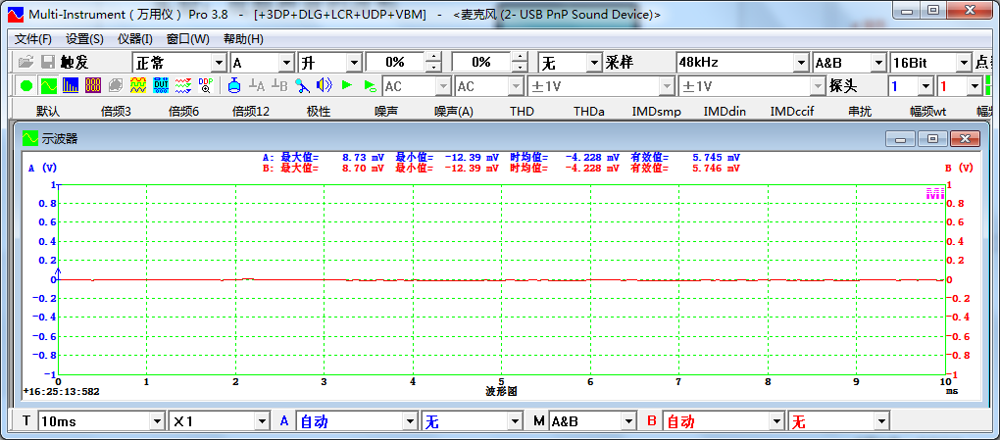 Multi-Instrument (万用仪) Pro 3.8 - [+3DP+DLG+LCR+UDP+VBM] - <麦克风 (2- USB PnP Sound Device)>
文件(F) 设置(S) 仪器(I) 窗口(W) 帮助(H)
触发 正常 A 升 0% 0% 无 采样 48kHz A&B 16Bit 点
DUT DDP AC AC ±1V ±1V 探头 1 1
默认 倍频3 倍频6 倍频12 极性 噪声 噪声(A) THD THDa IMDsmp IMDdin IMDccif 串扰 幅频wt 幅
示波器
A: 最大值= 8.73 mV 最小值= -12.39 mV 时均值= -4.228 mV 有效值= 5.745 mV
B: 最大值= 8.70 mV 最小值= -12.39 mV 时均值= -4.228 mV 有效值= 5.746 mV
A (V) B (V)
1 1
MI
0.8 0.8
0.6 0.6
0.4 0.4
0.2 0.2
0 0
-0.2 -0.2
-0.4 -0.4
-0.6 -0.6
-0.8 -0.8
-1 -1
0 1 2 3 4 5 6 7 8 9 10
+16:25:13:582 波形图 ms
T 10ms X1 A 自动 无 M A&B B 自动 无